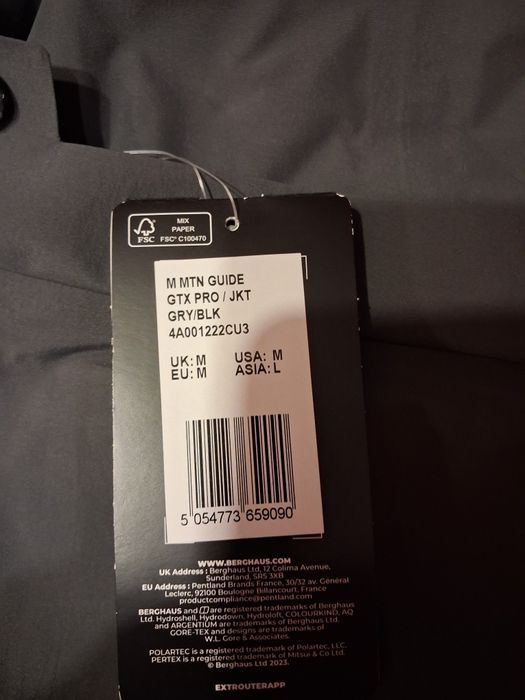 MIX
PAPER
FSC
FSC® C100470
M MTN GUIDE
GTX PRO / JKT
GRY/BLK
4A001222CU3
UK: M USA: M
EU: M ASIA: L
5 054773 659090
WWW.BERGHAUS.COM
UK Address : Berghaus Ltd, 12 Colima Avenue,
Sunderland, SR5 3XB
EU Address : Pentland Brands France, 30/32 av. Général
Leclerc, 92100 Boulogne Billancourt, France
productcompliance@pentland.com
BERGHAUS and are registered trademarks of Berghaus
Ltd. Hydroshell, Hydrodown, Hydroloft, COLOURKIND, AQ
and ARGENTIUM are trademarks of Berghaus Ltd.
GORE-TEX and designs are trademarks of
W.L. Gore & Associates.
POLARTEC is a registered trademark of Polartec, LLC.
PERTEX is a registered trademark of Mitsui & Co Ltd.
© Berghaus Ltd 2023.
EXTROUTERAPP